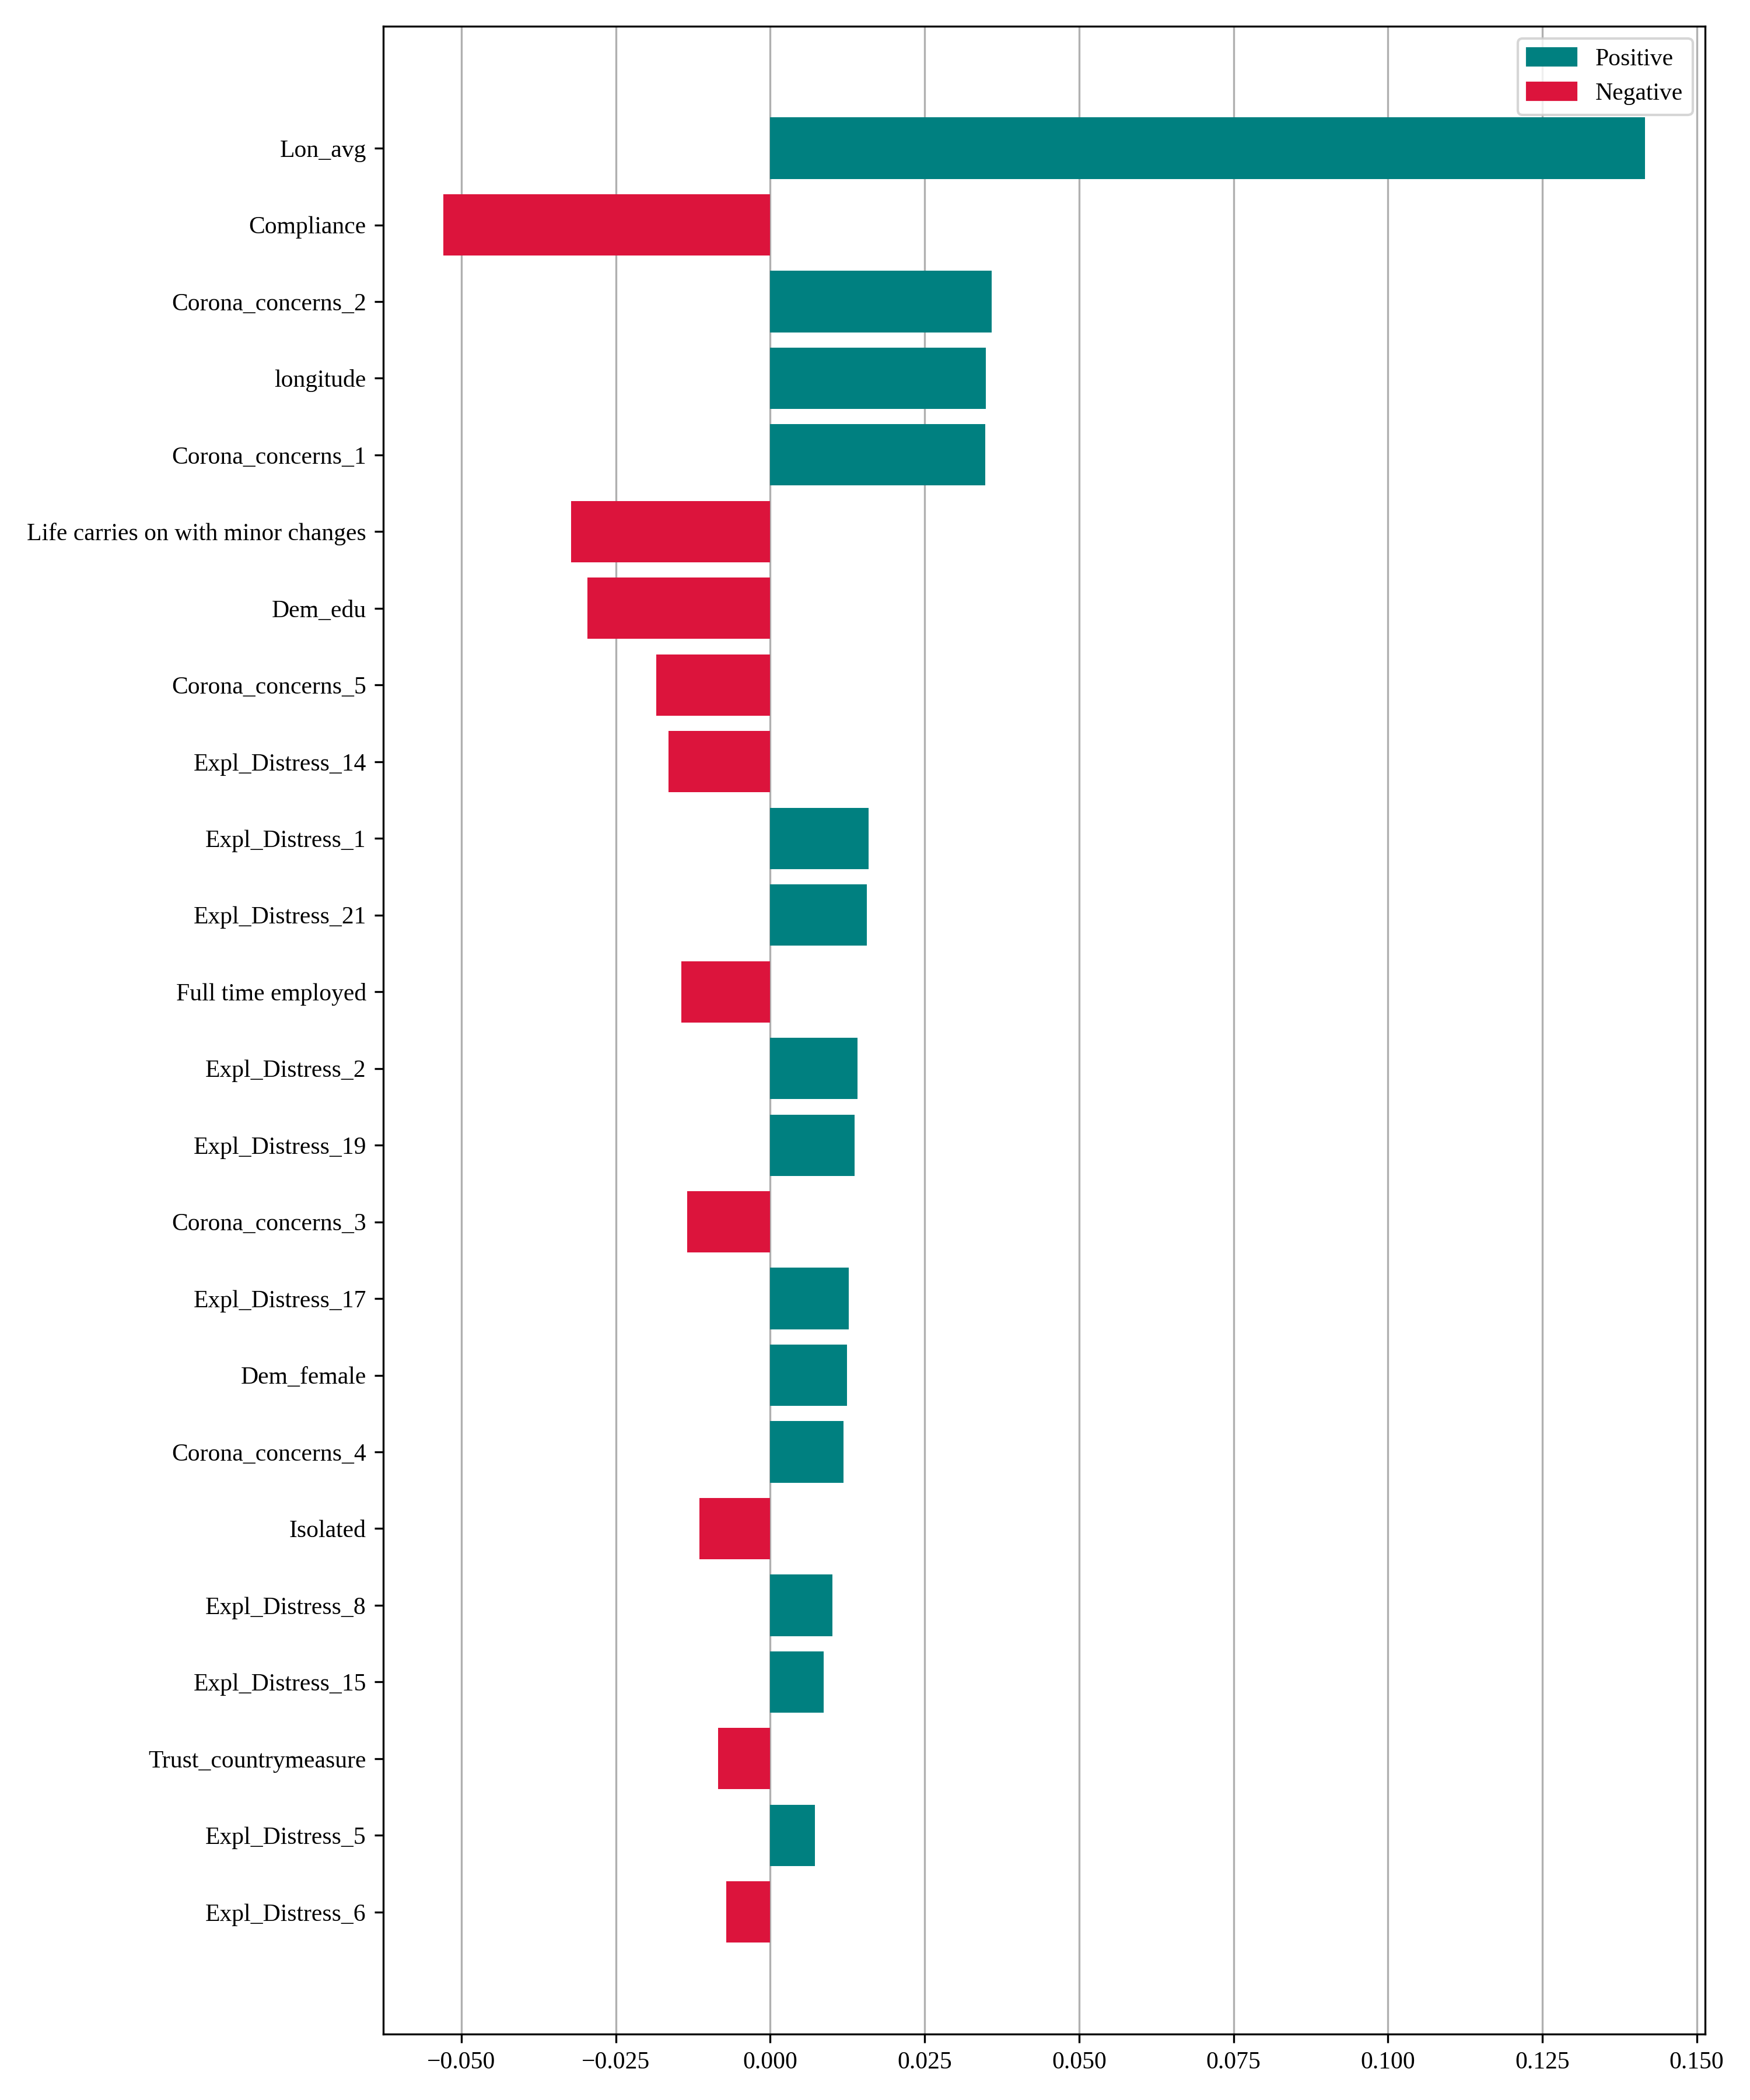 Positive
Negative
Lon_avg
Compliance
Corona_concerns_2
longitude
Corona_concerns_1
Life carries on with minor changes
Dem_edu
Corona_concerns_5
Expl_Distress_14
Expl_Distress_1
Expl_Distress_21
Full time employed
Expl_Distress_2
Expl_Distress_19
Corona_concerns_3
Expl_Distress_17
Dem_female
Corona_concerns_4
Isolated
Expl_Distress_8
Expl_Distress_15
Trust_countrymeasure
Expl_Distress_5
Expl_Distress_6
−0.050 −0.025 0.000 0.025 0.050 0.075 0.100 0.125 0.150